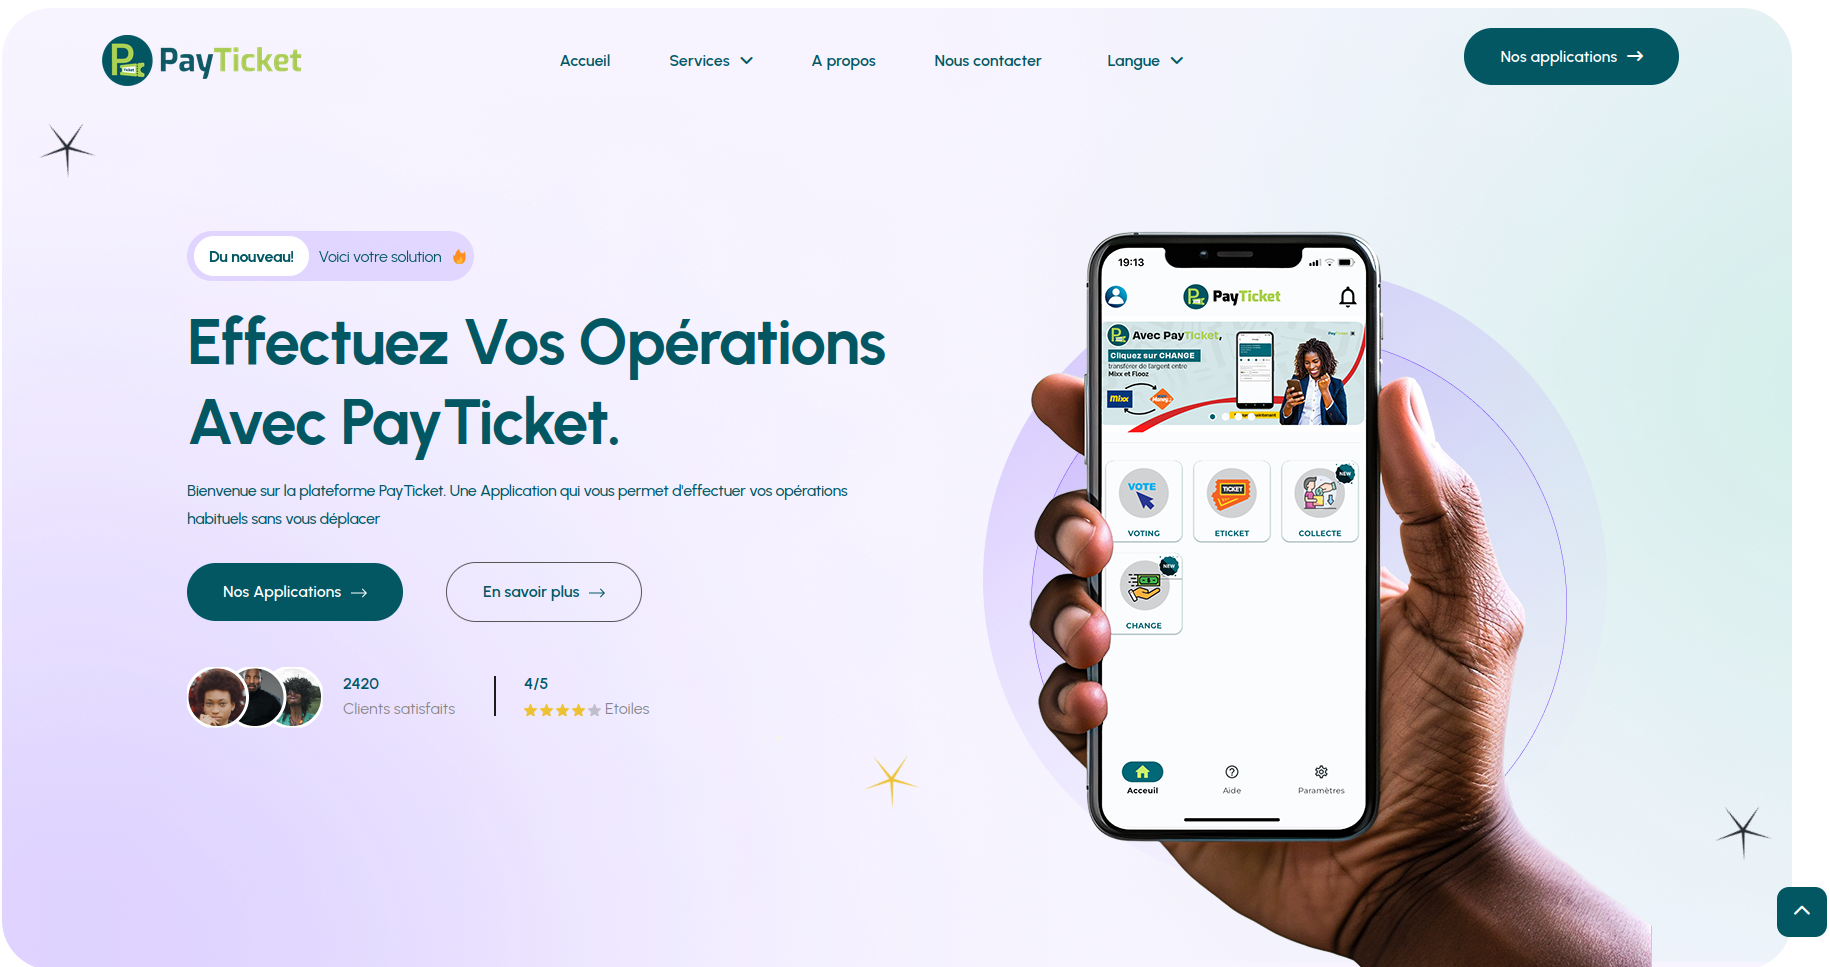 PayTicket
Accueil
Services
A propos
Nous contacter
Langue
Nos applications
Du nouveau!
Voici votre solution
Effectuez Vos Opérations
Avec PayTicket.
Bienvenue sur la plateforme PayTicket. Une Application qui vous permet d'effectuer vos opérations
habituels sans vous déplacer
Nos Applications
En savoir plus
2420
Clients satisfaits
4/5
Etoiles
19:13
PayTicket
Avec PayTicket,
Cliquez sur CHANGE
transférer de l'argent entre
Mixx et Flooz
mixx
Money
VOTE
VOTING
TICKET
ETICKET
NEW
COLLECTE
NEW
CHANGE
Acceuil
Aide
Paramètres